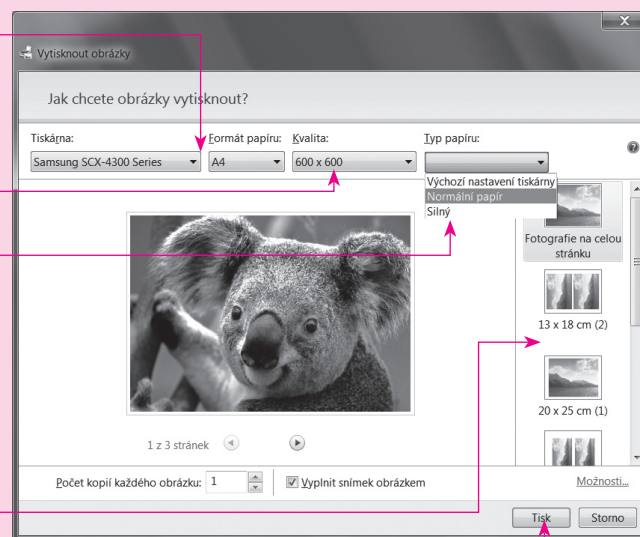 Vytisknout obrázky
Jak chcete obrázky vytisknout?
Tiskárna:
Formát papíru:
Kvalita:
Typ papíru:
Samsung SCX-4300 Series
A4
600 x 600
Výchozí nastavení tiskárny
Normální papír
Silný
Fotografie na celou
stránku
13 x 18 cm (2)
20 x 25 cm (1)
1 z 3 stránek
Počet kopií každého obrázku: 1
Vyplnit snímek obrázkem
Možnosti...
Tisk
Storno